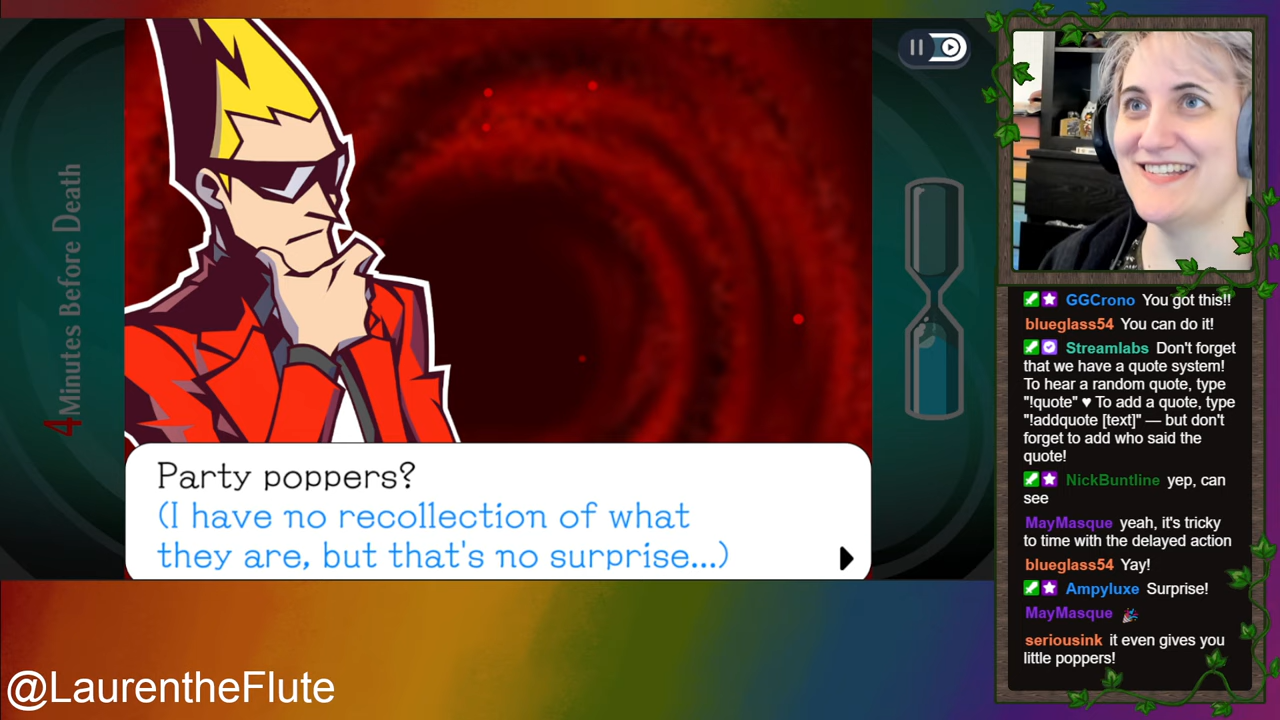 4 Minutes Before Death
Party poppers?
(I have no recollection of what
they are, but that's no surprise...)
@LaurentheFlute
GGCrono You got this!!
blueglass54 You can do it!
Streamlabs Don't forget
that we have a quote system!
To hear a random quote, type
"!quote" ♥ To add a quote, type
"!addquote [text]" — but don't
forget to add who said the
quote!
NickBuntline yep, can
see
MayMasque yeah, it's tricky
to time with the delayed action
blueglass54 Yay!
Ampyluxe Surprise!
MayMasque 🎉
seriousink it even gives you
little poppers!